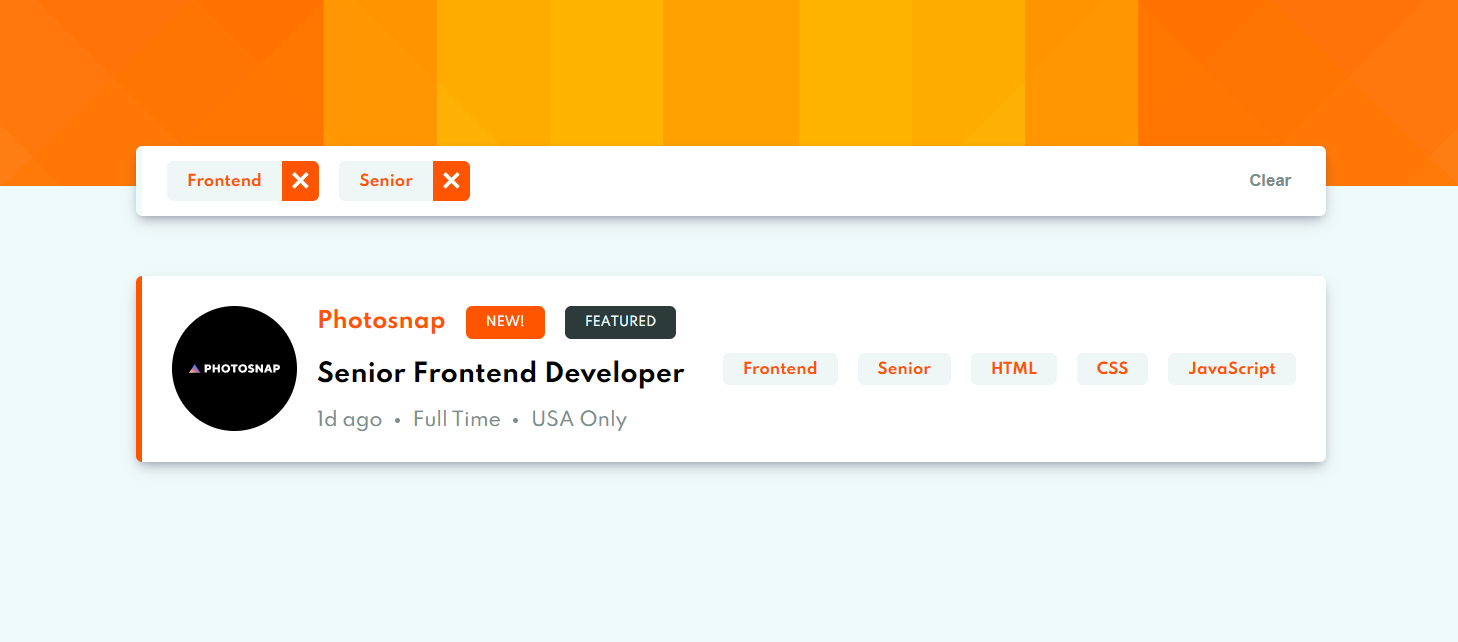 Frontend Senior Clear
Photosnap NEW! FEATURED
PHOTOSNAP
Senior Frontend Developer
1d ago • Full Time • USA Only
Frontend Senior HTML CSS JavaScript